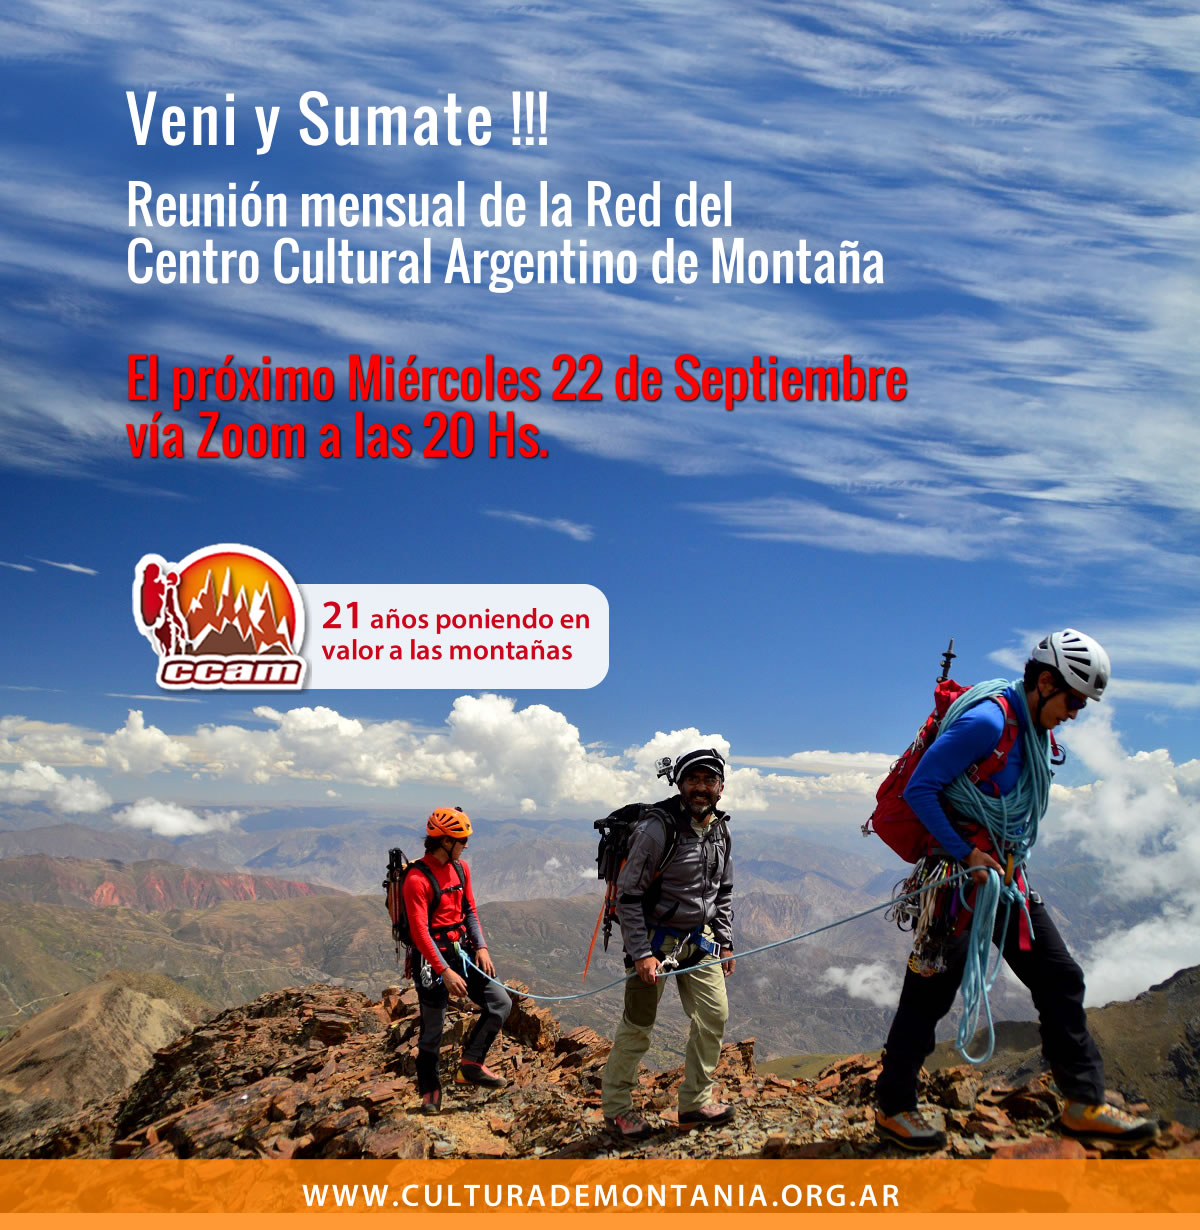 Veni y Sumate !!!
Reunión mensual de la Red del
Centro Cultural Argentino de Montaña
El próximo Miércoles 22 de Septiembre
vía Zoom a las 20 Hs.
ccam
21 años poniendo en
valor a las montañas
WWW.CULTURADEMONTANIA.ORG.AR